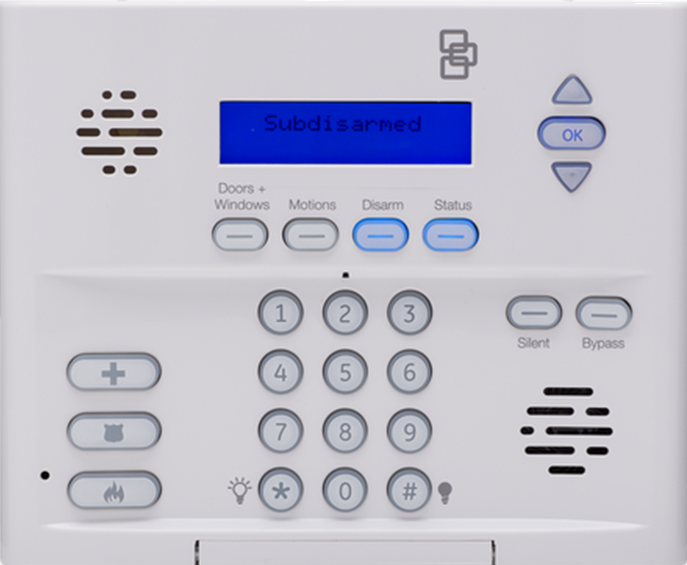 Subdisarmed
OK
Doors +
Windows
Motions
Disarm
Status
1
2
3
4
5
6
7
8
9
*
0
#
Silent
Bypass